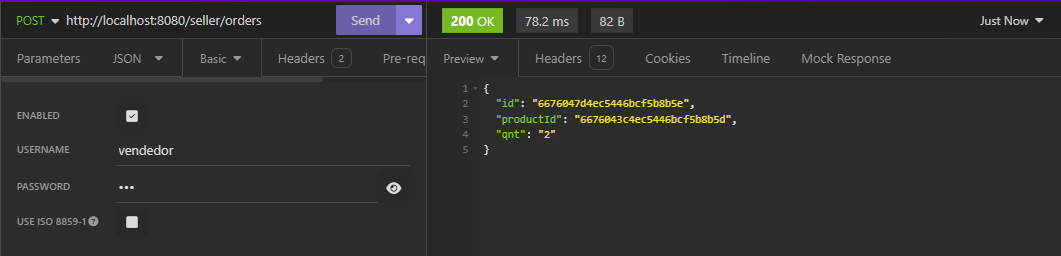 POST http://localhost:8080/seller/orders Send
Parameters JSON Basic Headers 2 Pre-req
ENABLED
USERNAME vendedor
PASSWORD •••
USE ISO 8859-1
200 OK 78.2 ms 82 B Just Now
Preview Headers 12 Cookies Timeline Mock Response
1 {
2 "id": "6676047d4ec5446bcf5b8b5e",
3 "productId": "6676043c4ec5446bcf5b8b5d",
4 "qnt": "2"
5 }